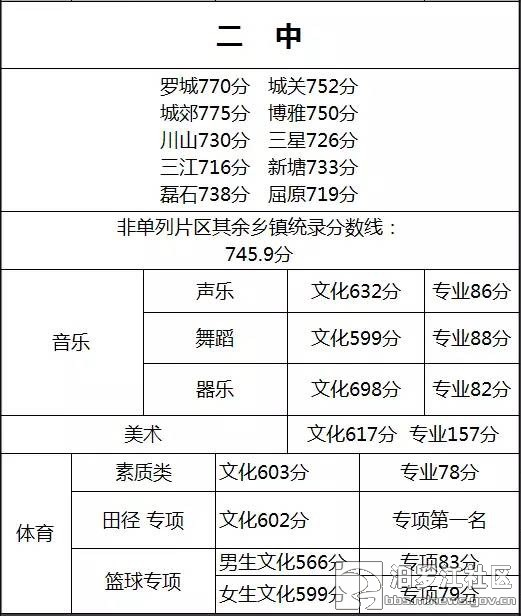 二 中
罗城770分 城关752分
城郊775分 博雅750分
川山730分 三星726分
三江716分 新塘733分
磊石738分 屈原719分
非单列片区其余乡镇统录分数线：
745.9分
音乐
声乐 文化632分 专业86分
舞蹈 文化599分 专业88分
器乐 文化698分 专业82分
美术 文化617分 专业157分
体育
素质类 文化603分 专业78分
田径 专项 文化602分 专项第一名
篮球专项
男生文化566分 专项83分
女生文化599分 专项79分
汨罗江社区